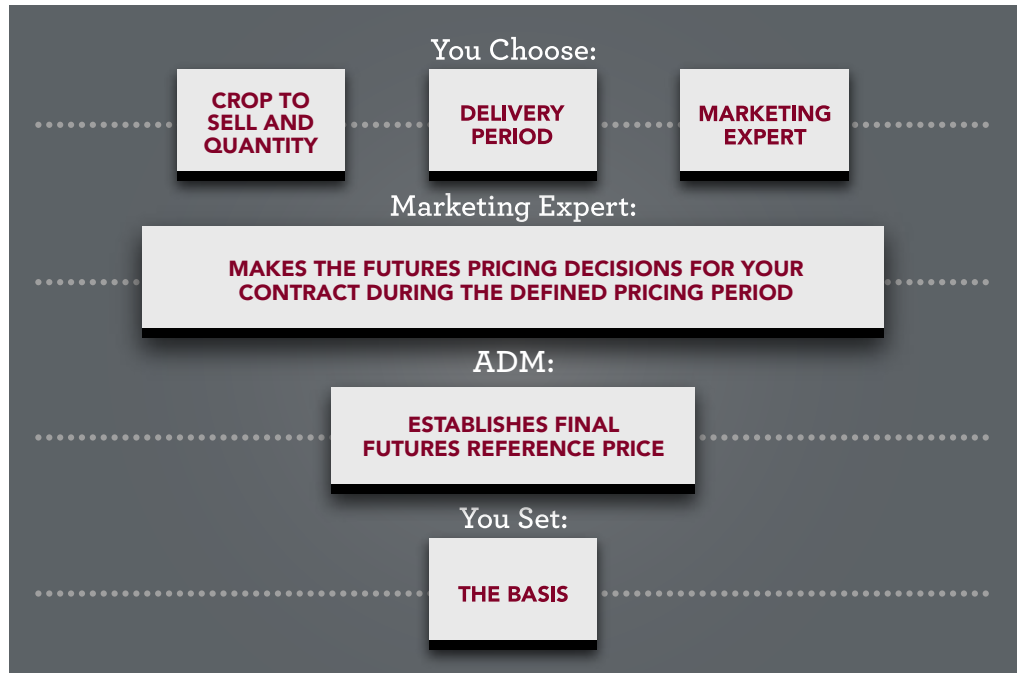 You Choose:
CROP TO
SELL AND
QUANTITY
DELIVERY
PERIOD
MARKETING
EXPERT
Marketing Expert:
MAKES THE FUTURES PRICING DECISIONS FOR YOUR
CONTRACT DURING THE DEFINED PRICING PERIOD
ADM:
ESTABLISHES FINAL
FUTURES REFERENCE PRICE
You Set:
THE BASIS